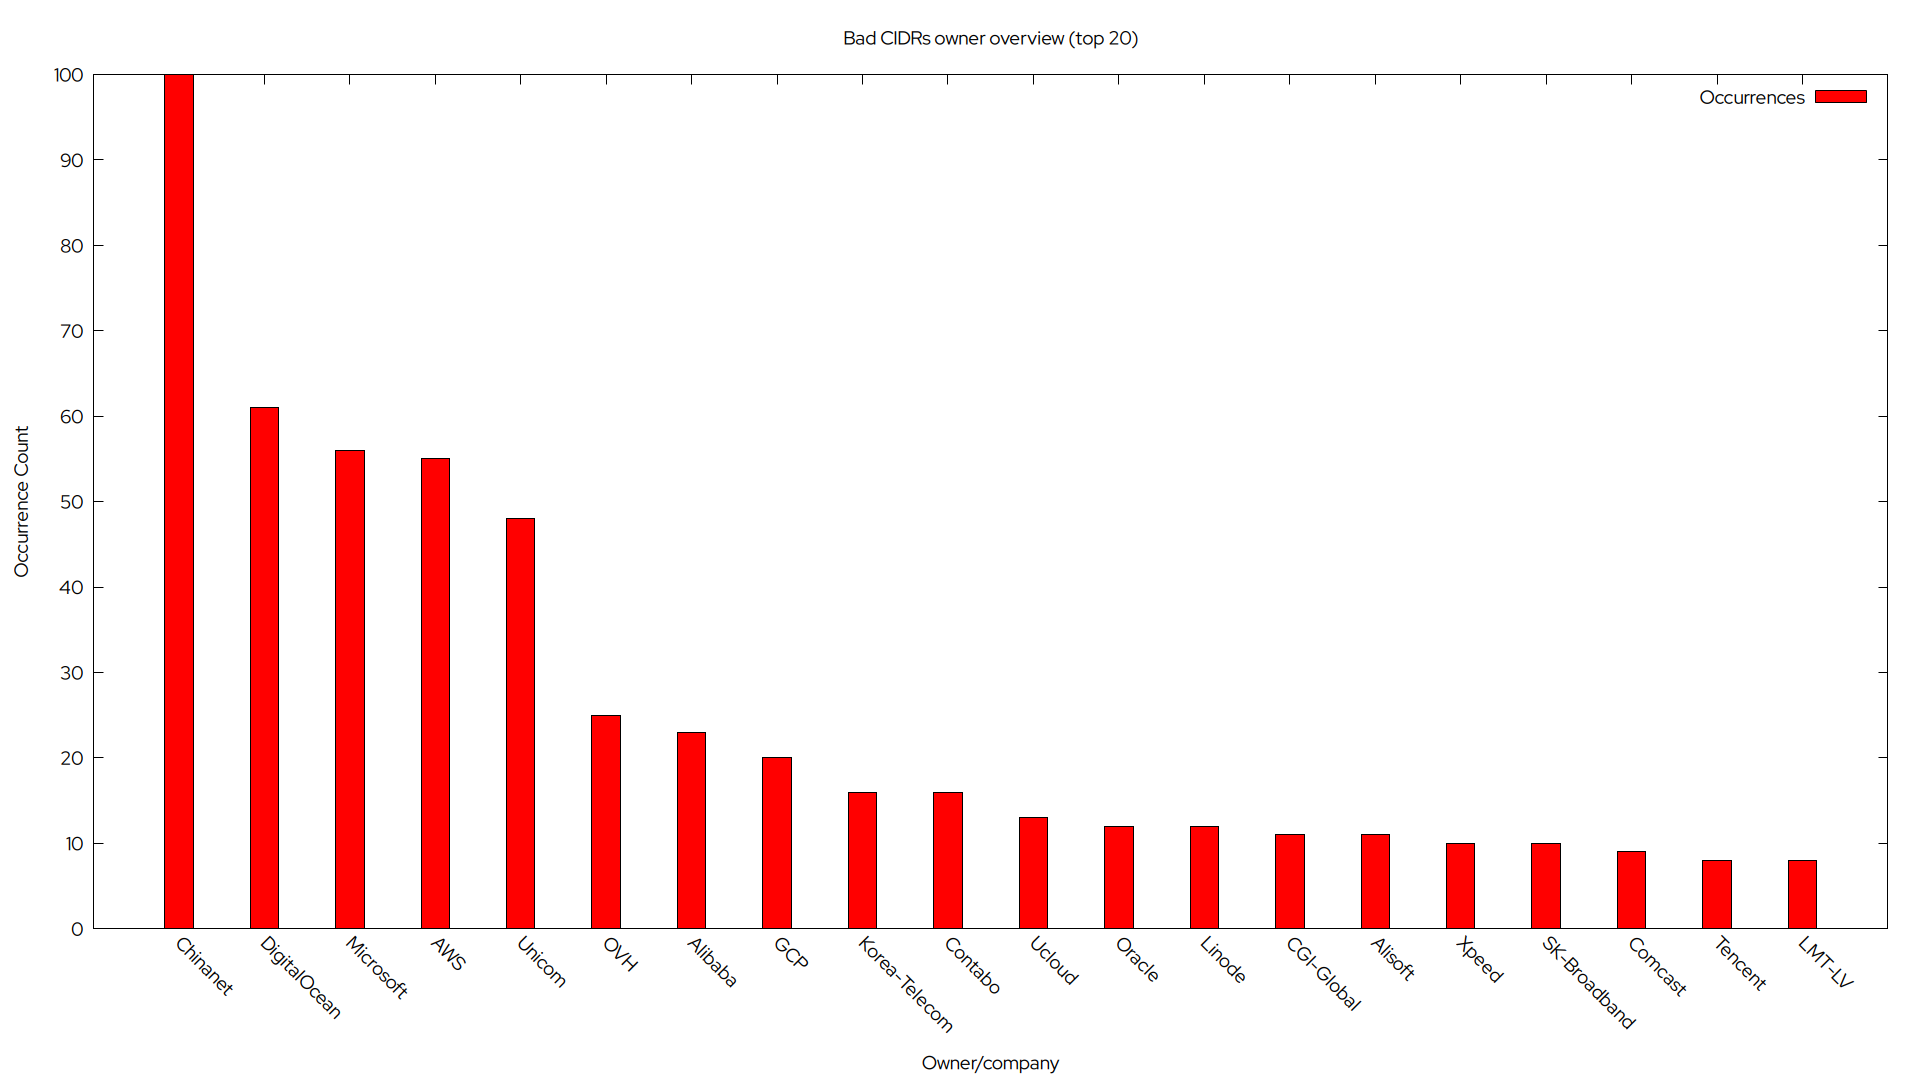 Bad CIDRs owner overview (top 20)
Occurrences
100
90
80
70
60
50
40
30
20
10
0
Occurrence Count
Chinanet
DigitalOcean
Microsoft
AWS
Unicom
OVH
Alibaba
GCP
Korea-Telecom
Contabo
Ucloud
Oracle
Linode
CGI-Global
Alisoft
Xpeed
SK-Broadband
Comcast
Tencent
LMT-LV
Owner/company